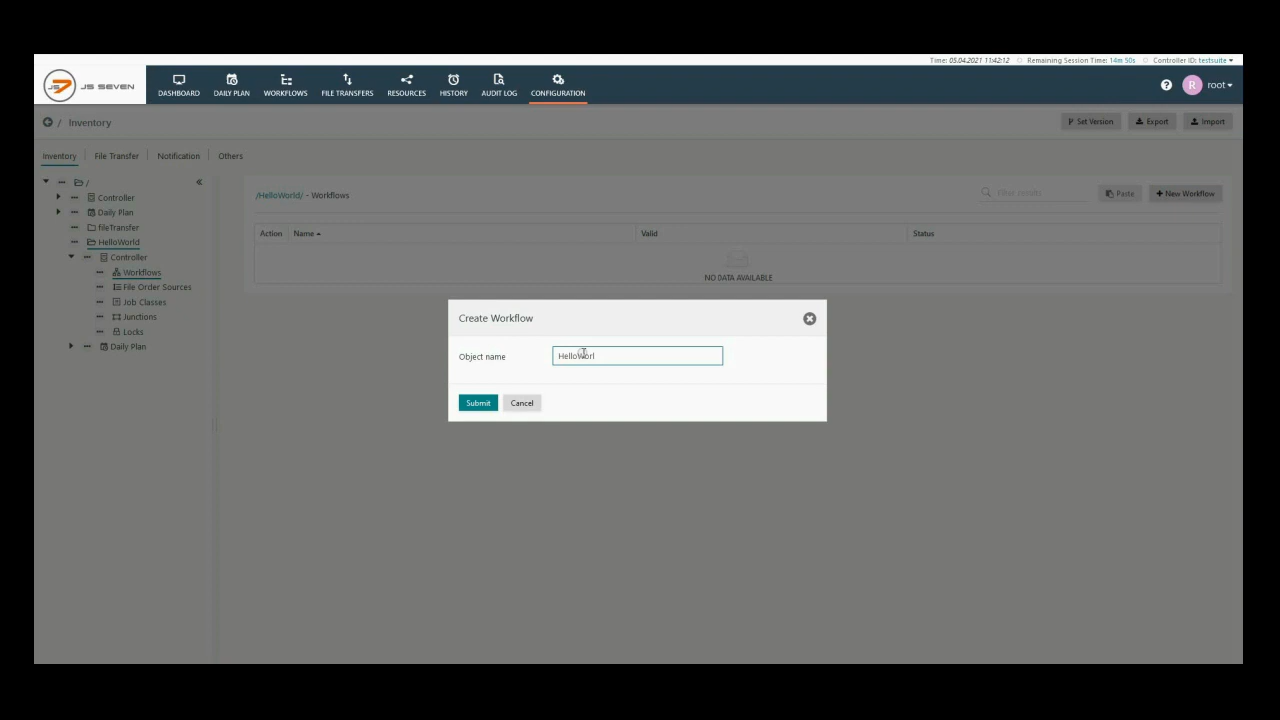 Time: 05.04.2021 11:42:12 Remaining Session Time: 14m 50s Controller ID: testsuite
JS7 JS SEVEN
DASHBOARD DAILY PLAN WORKFLOWS FILE TRANSFERS RESOURCES HISTORY AUDIT LOG CONFIGURATION
? R root
/ Inventory
Set Version Export Import
Inventory File Transfer Notification Others
/
Controller
Daily Plan
fileTransfer
HelloWorld
Controller
Workflows
File Order Sources
Job Classes
Junctions
Locks
Daily Plan
/HelloWorld/ - Workflows
Filter results Paste + New Workflow
Action Name Valid Status
NO DATA AVAILABLE
Create Workflow
Object name HelloWorl
Submit Cancel